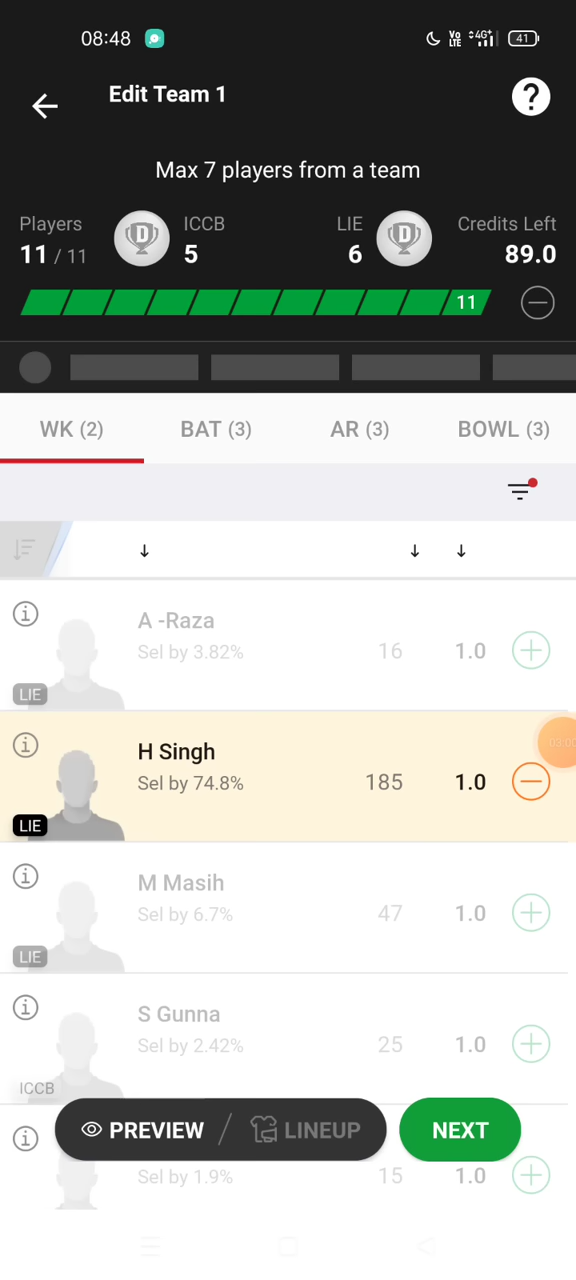 08:48 Vo LTE 4G+ 41
Edit Team 1 ?
Max 7 players from a team
Players ICCB LIE Credits Left
11 / 11 D 5 6 D 89.0
11
WK (2) BAT (3) AR (3) BOWL (3)
A -Raza
Sel by 3.82% 16 1.0
LIE
H Singh
Sel by 74.8% 185 1.0
LIE
M Masih
Sel by 6.7% 47 1.0
LIE
S Gunna
Sel by 2.42% 25 1.0
ICCB
PREVIEW / LINEUP NEXT
Sel by 1.9% 15 1.0